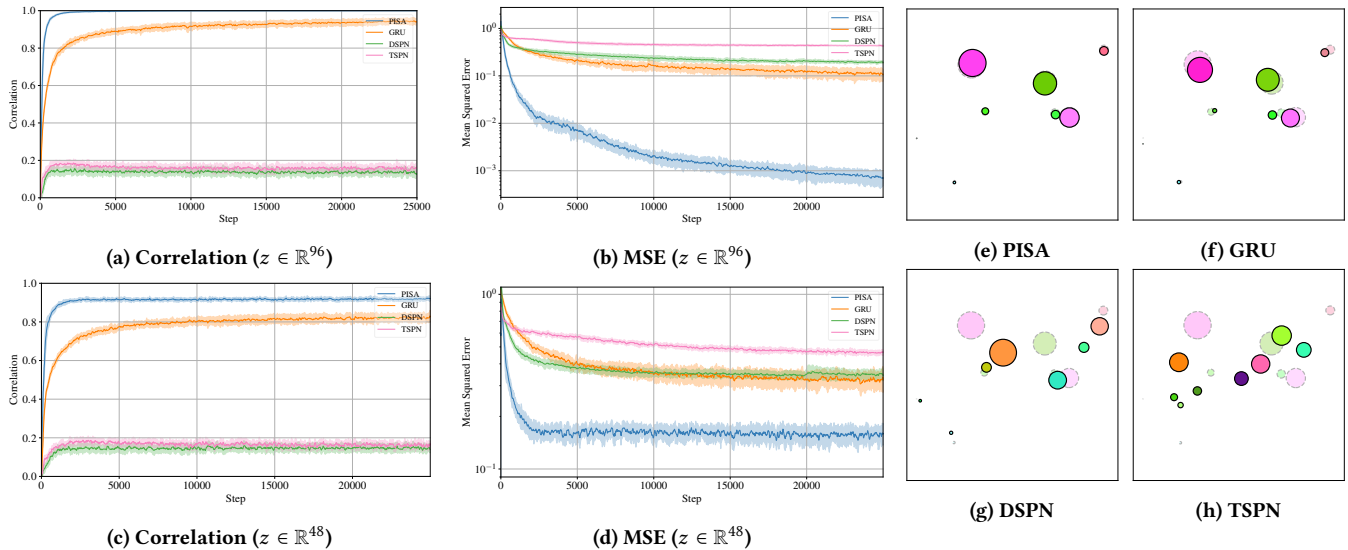 1.0
0.8
0.6
0.4
0.2
0.0
Correlation
0
5000
10000
15000
20000
25000
Step
PISA
GRU
DSPN
TSPN
(a) Correlation (z ∈ ℝ⁹⁶)
10⁰
10⁻¹
10⁻²
10⁻³
Mean Squared Error
0
5000
10000
15000
20000
Step
PISA
GRU
DSPN
TSPN
(b) MSE (z ∈ ℝ⁹⁶)
(e) PISA
(f) GRU
1.0
0.8
0.6
0.4
0.2
0.0
Correlation
0
5000
10000
15000
20000
Step
PISA
GRU
DSPN
TSPN
(c) Correlation (z ∈ ℝ⁴⁸)
10⁰
10⁻¹
Mean Squared Error
0
5000
10000
15000
20000
Step
PISA
GRU
DSPN
TSPN
(d) MSE (z ∈ ℝ⁴⁸)
(g) DSPN
(h) TSPN